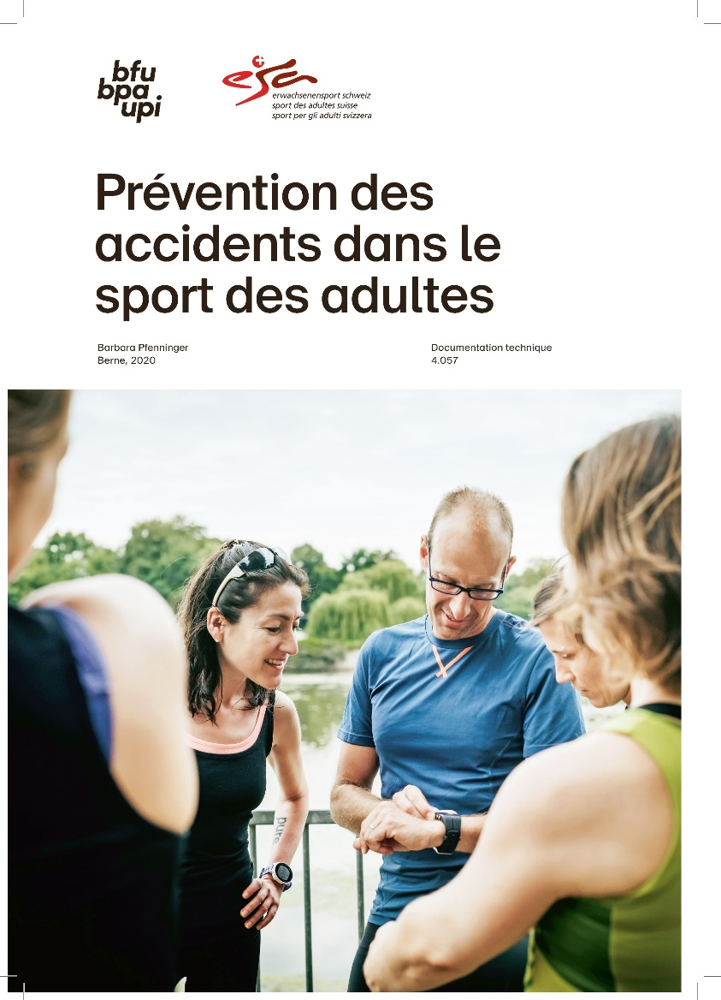 bfu
bpa
upi
esa
erwachsenensport schweiz
sport des adultes suisse
sport per gli adulti svizzera
Prévention des
accidents dans le
sport des adultes
Barbara Pfenninger
Berne, 2020
Documentation technique
4.057
pure